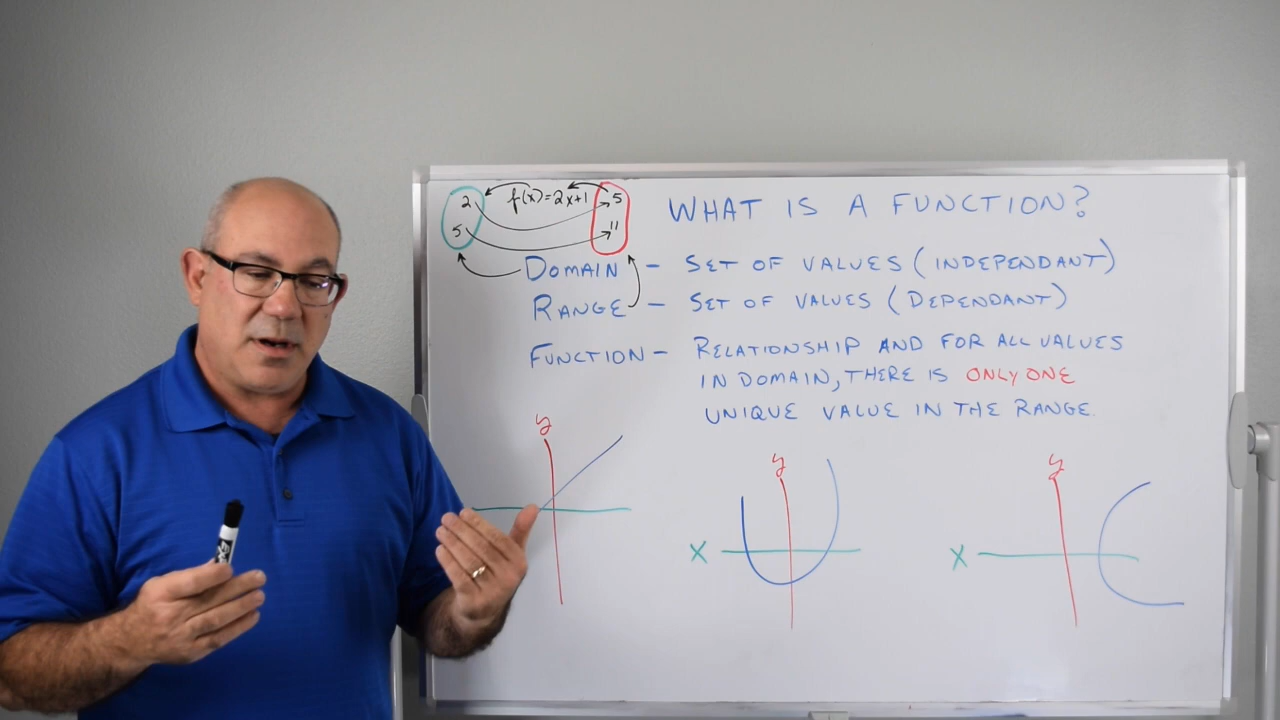 WHAT IS A FUNCTION?
2 f(x)=2x+1 5
5 11
DOMAIN - SET OF VALUES (INDEPENDANT)
RANGE - SET OF VALUES (DEPENDANT)
FUNCTION - RELATIONSHIP AND FOR ALL VALUES
IN DOMAIN, THERE IS ONLY ONE
UNIQUE VALUE IN THE RANGE.
y
y
y
X
X